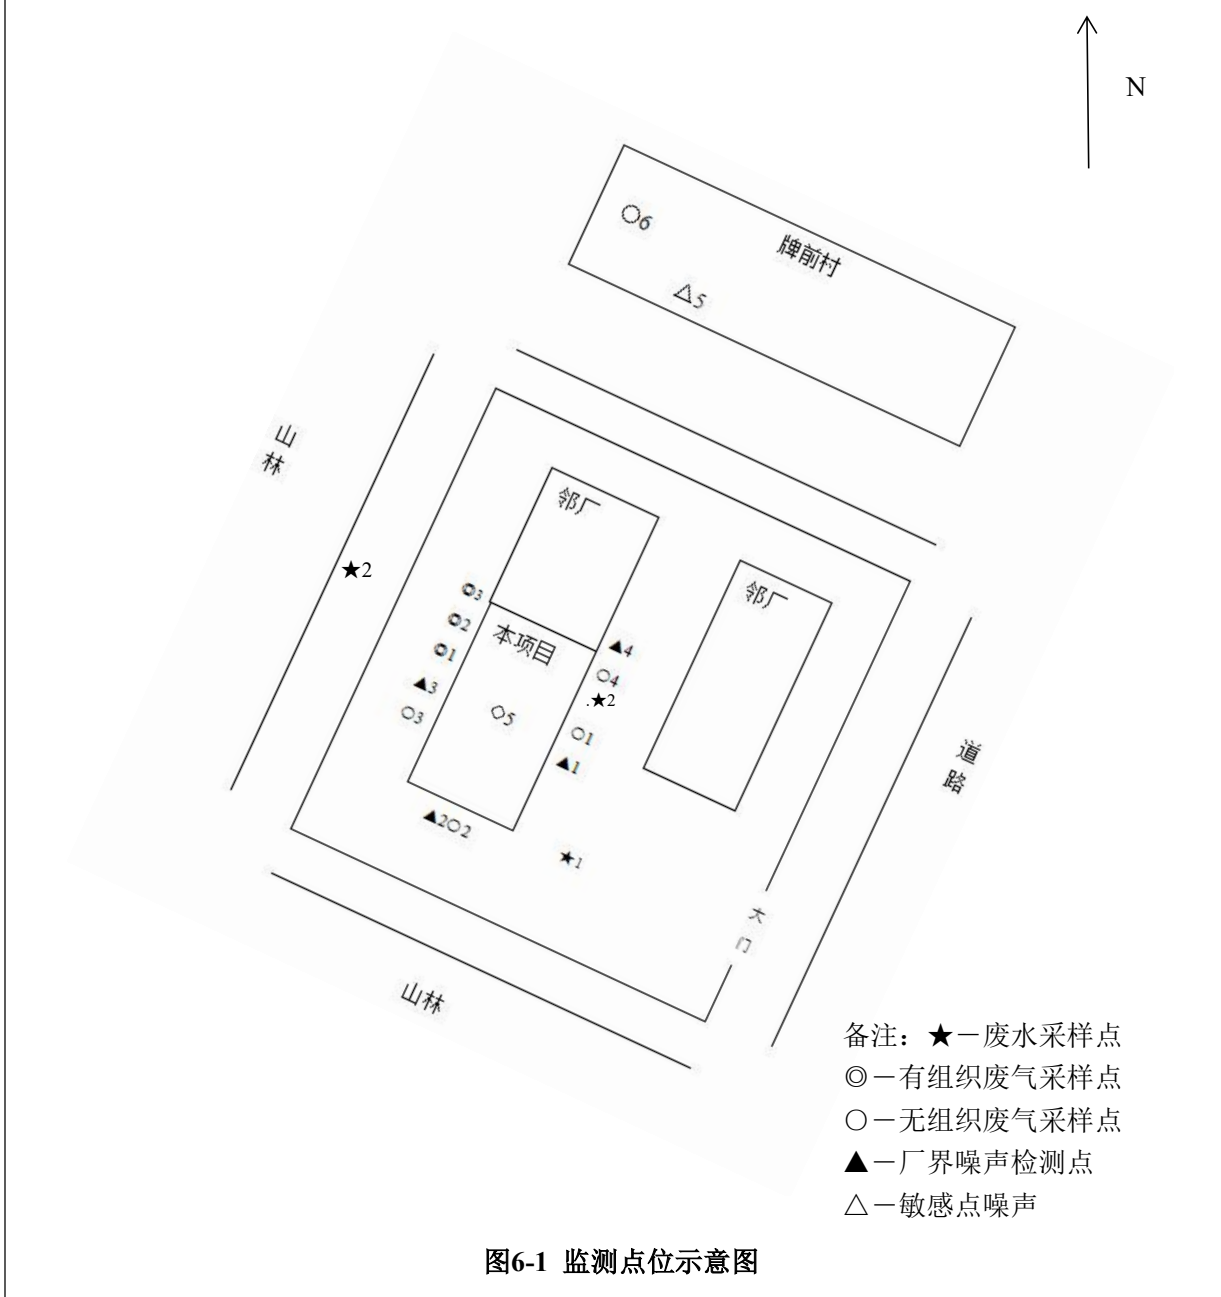 N
○6
牌前村
△5
山
林
邻厂
★2
邻厂
◎3
◎2
本项目
▲4
◎1
○4
▲3
.★2
○3
◇5
○1
道
路
▲1
▲2○2
★1
大
门
山林
备注：★－废水采样点
◎－有组织废气采样点
○－无组织废气采样点
▲－厂界噪声检测点
△－敏感点噪声
图6-1 监测点位示意图